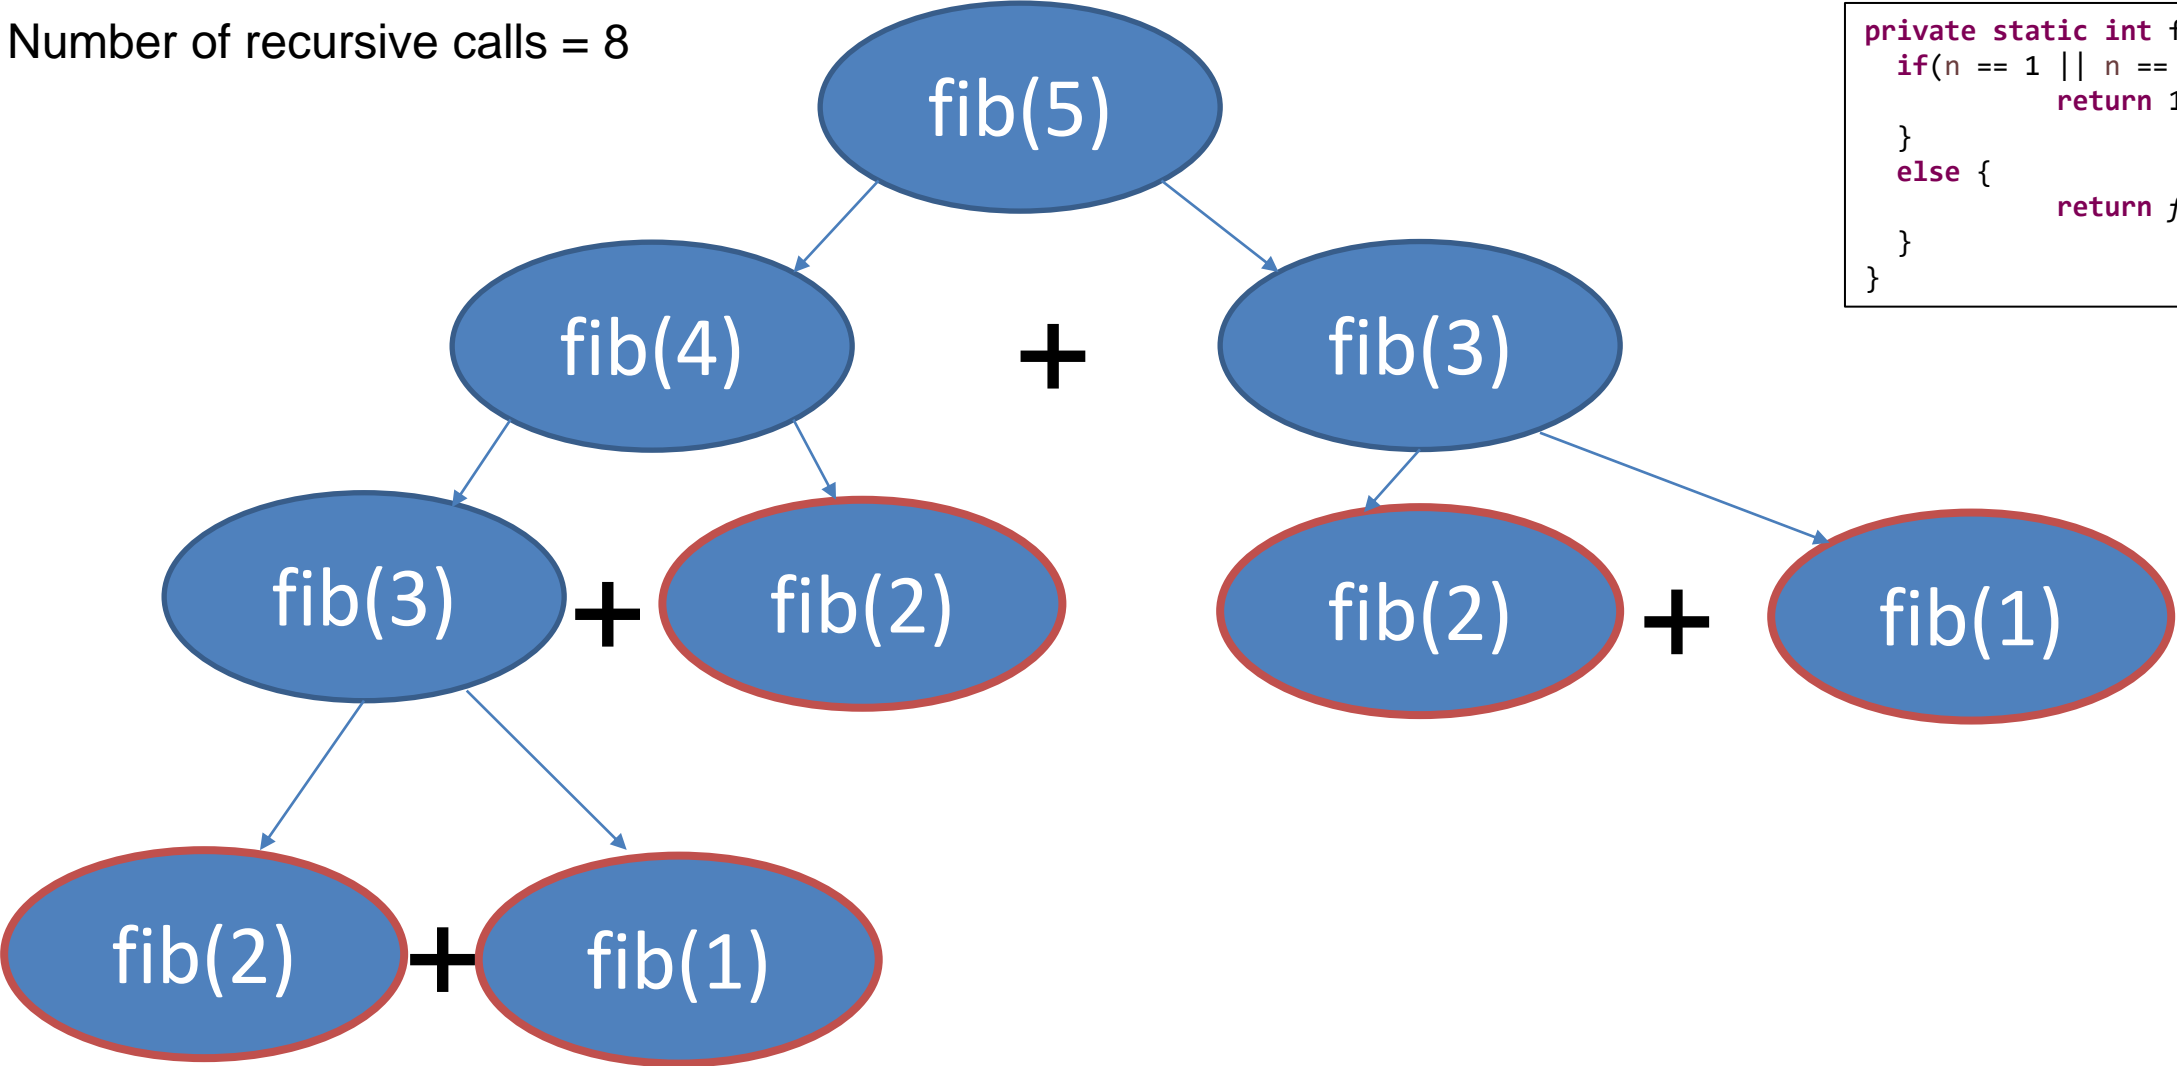 Number of recursive calls = 8
private static int
if(n == 1 || n ==
return 1
}
else {
return
}
}
fib(5)
fib(4) + fib(3)
fib(3) + fib(2) fib(2) + fib(1)
fib(2) + fib(1)